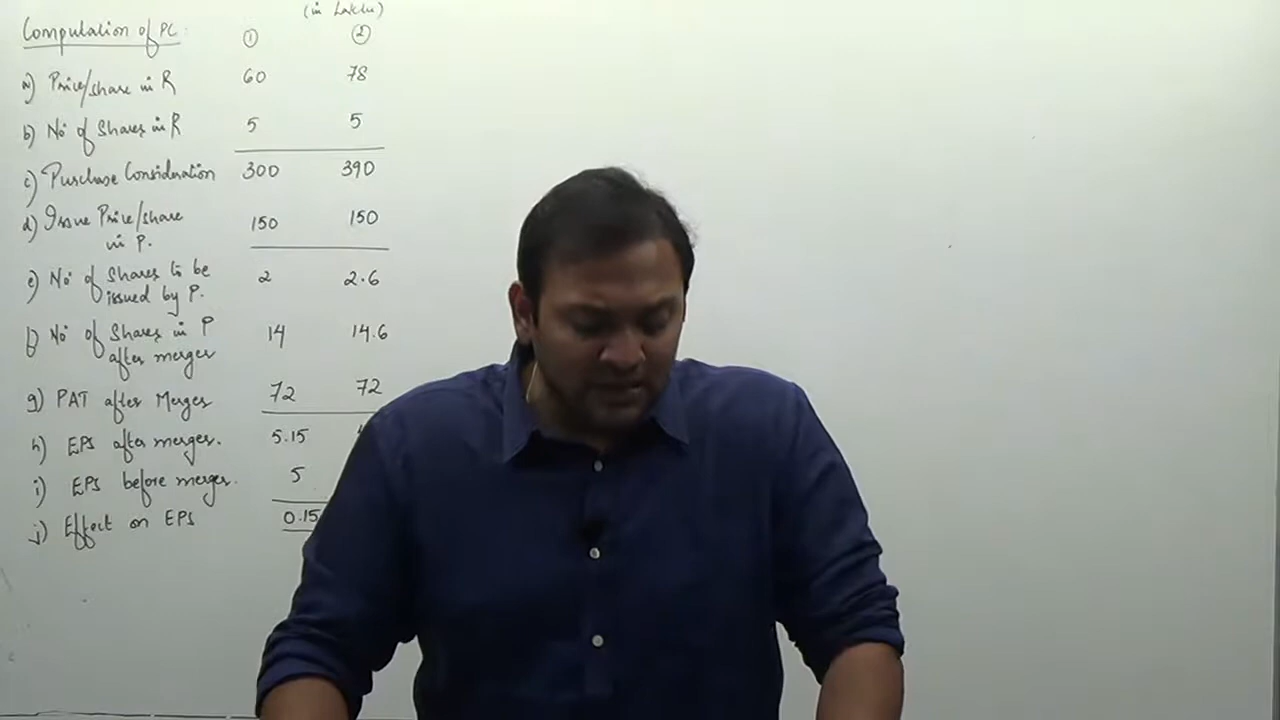 (in Lakhs)
Computation of PC: ① ②
a) Price/share in R 60 78
b) No of Shares in R 5 5
c) Purchase Consideration 300 390
d) Issue Price/share in P. 150 150
e) No of Shares to be issued by P. 2 2.6
f) No of Shares in P after merger 14 14.6
g) PAT after Merger 72 72
h) EPS after merger. 5.15
i) EPS before merger. 5
j) Effect on EPS 0.15